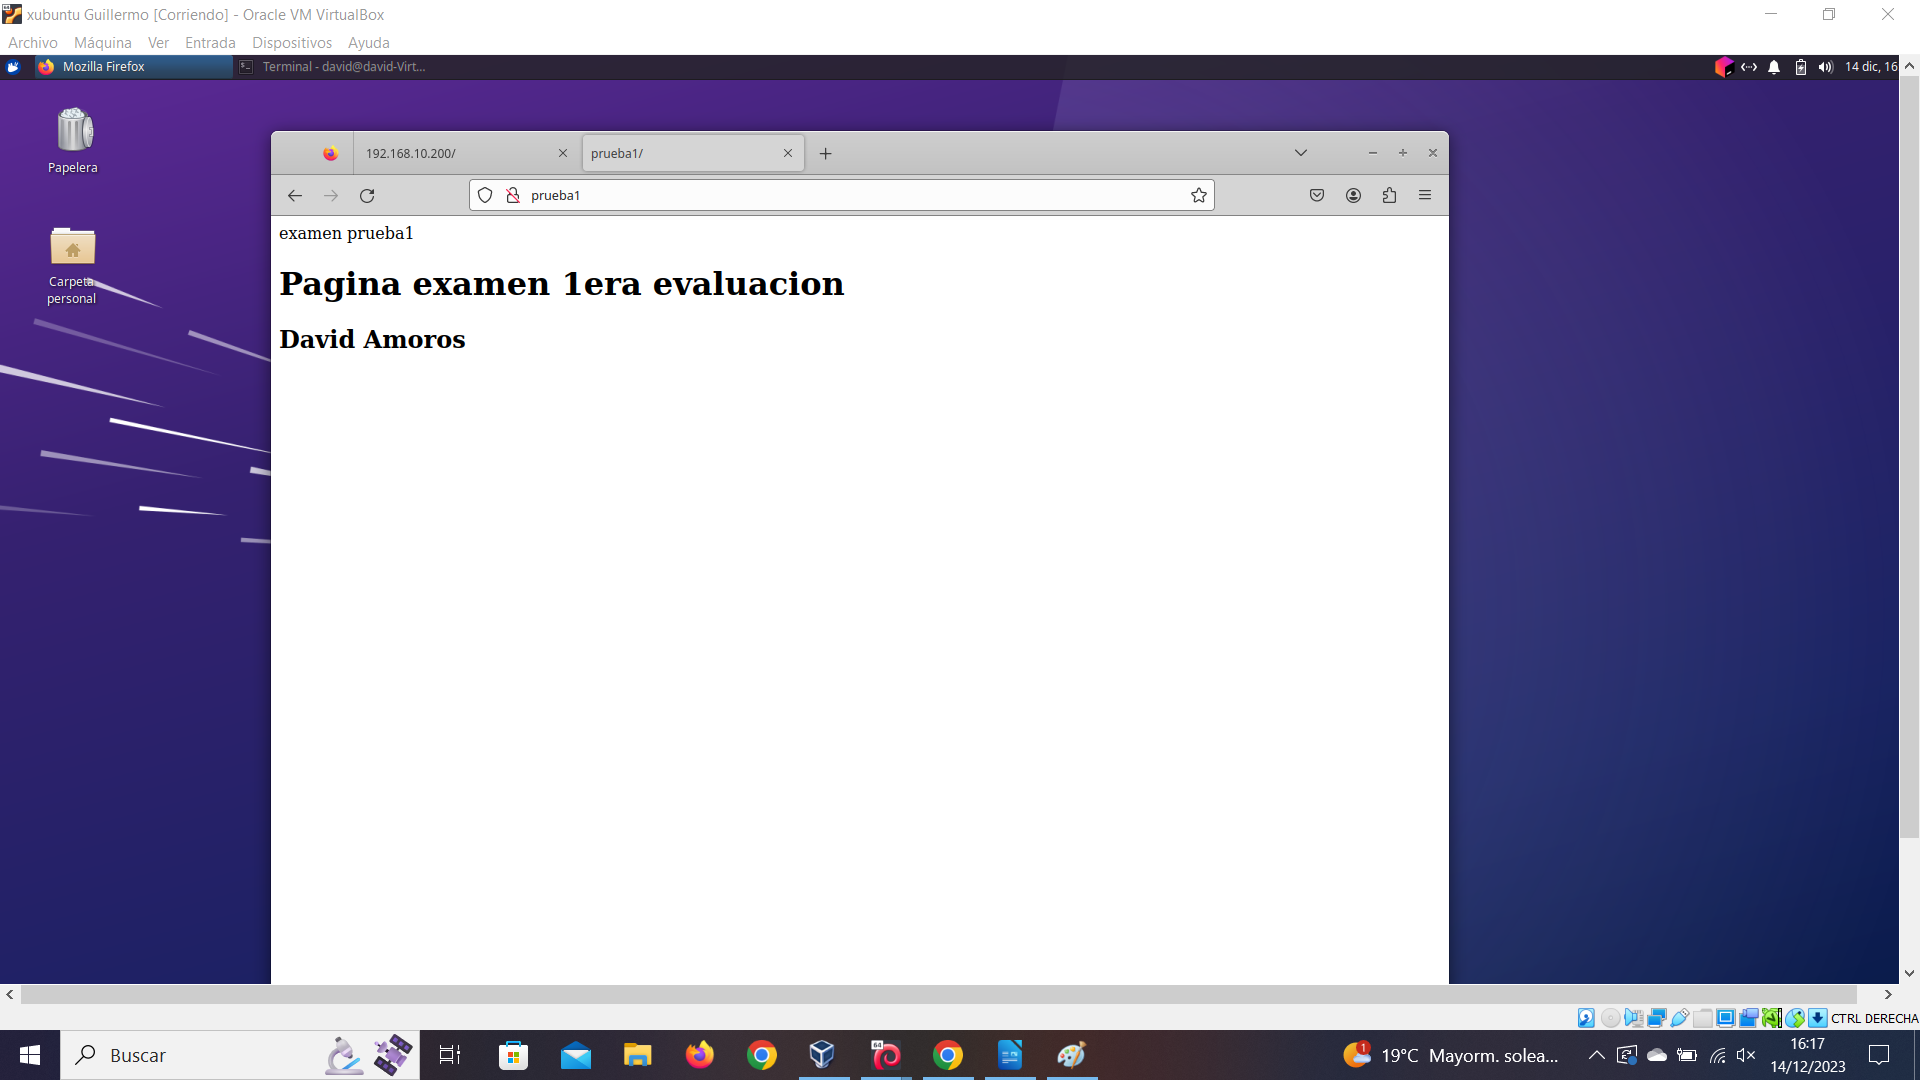 xubuntu Guillermo [Corriendo] - Oracle VM VirtualBox
Archivo Máquina Ver Entrada Dispositivos Ayuda
Mozilla Firefox
Terminal - david@david-Virt...
14 dic, 16
Papelera
Carpeta
personal
192.168.10.200/
prueba1/
prueba1
examen prueba1
Pagina examen 1era evaluacion
David Amoros
CTRL DERECHA
Buscar
64
1
19°C Mayorm. solea...
16:17
14/12/2023